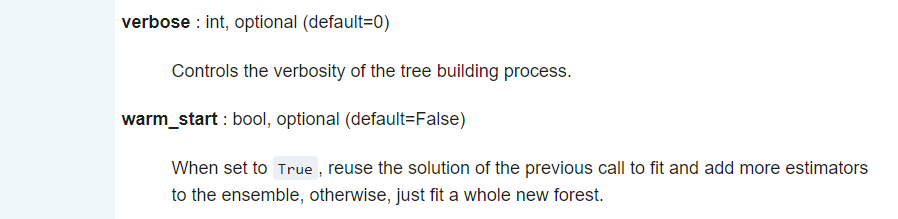 verbose : int, optional (default=0)
Controls the verbosity of the tree building process.
warm_start : bool, optional (default=False)
When set to True , reuse the solution of the previous call to fit and add more estimators
to the ensemble, otherwise, just fit a whole new forest.